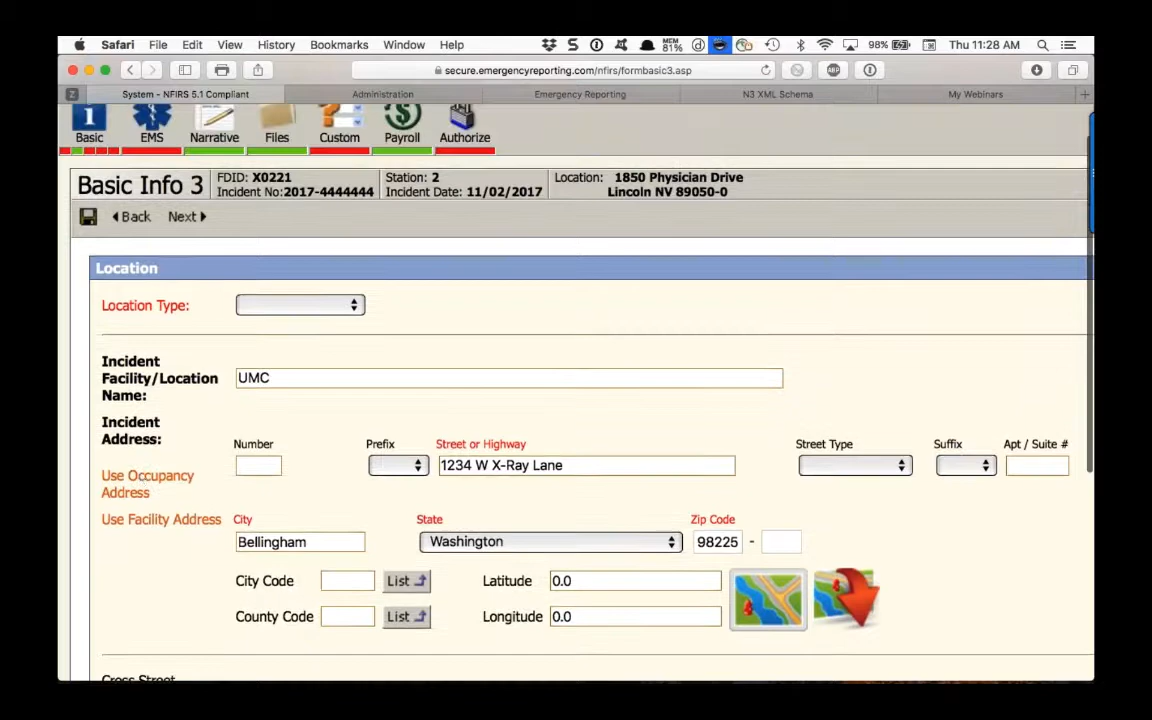 Safari File Edit View History Bookmarks Window Help MEM 81% 98% Thu 11:28 AM
secure.emergencyreporting.com/nfirs/formbasic3.asp ABP
Z System - NFIRS 5.1 Compliant Administration Emergency Reporting N3 XML Schema My Webinars +
Basic EMS Narrative Files Custom Payroll Authorize
Basic Info 3
FDID: X0221 Station: 2 Location: 1850 Physician Drive
Incident No:2017-4444444 Incident Date: 11/02/2017 Lincoln NV 89050-0
Back Next
Location
Location Type:
Incident
Facility/Location
Name:
UMC
Incident
Address:
Number Prefix Street or Highway Street Type Suffix Apt / Suite #
1234 W X-Ray Lane
Use Occupancy
Address
Use Facility Address City State Zip Code
Bellingham Washington 98225 -
City Code List Latitude 0.0
County Code List Longitude 0.0
Cross Street